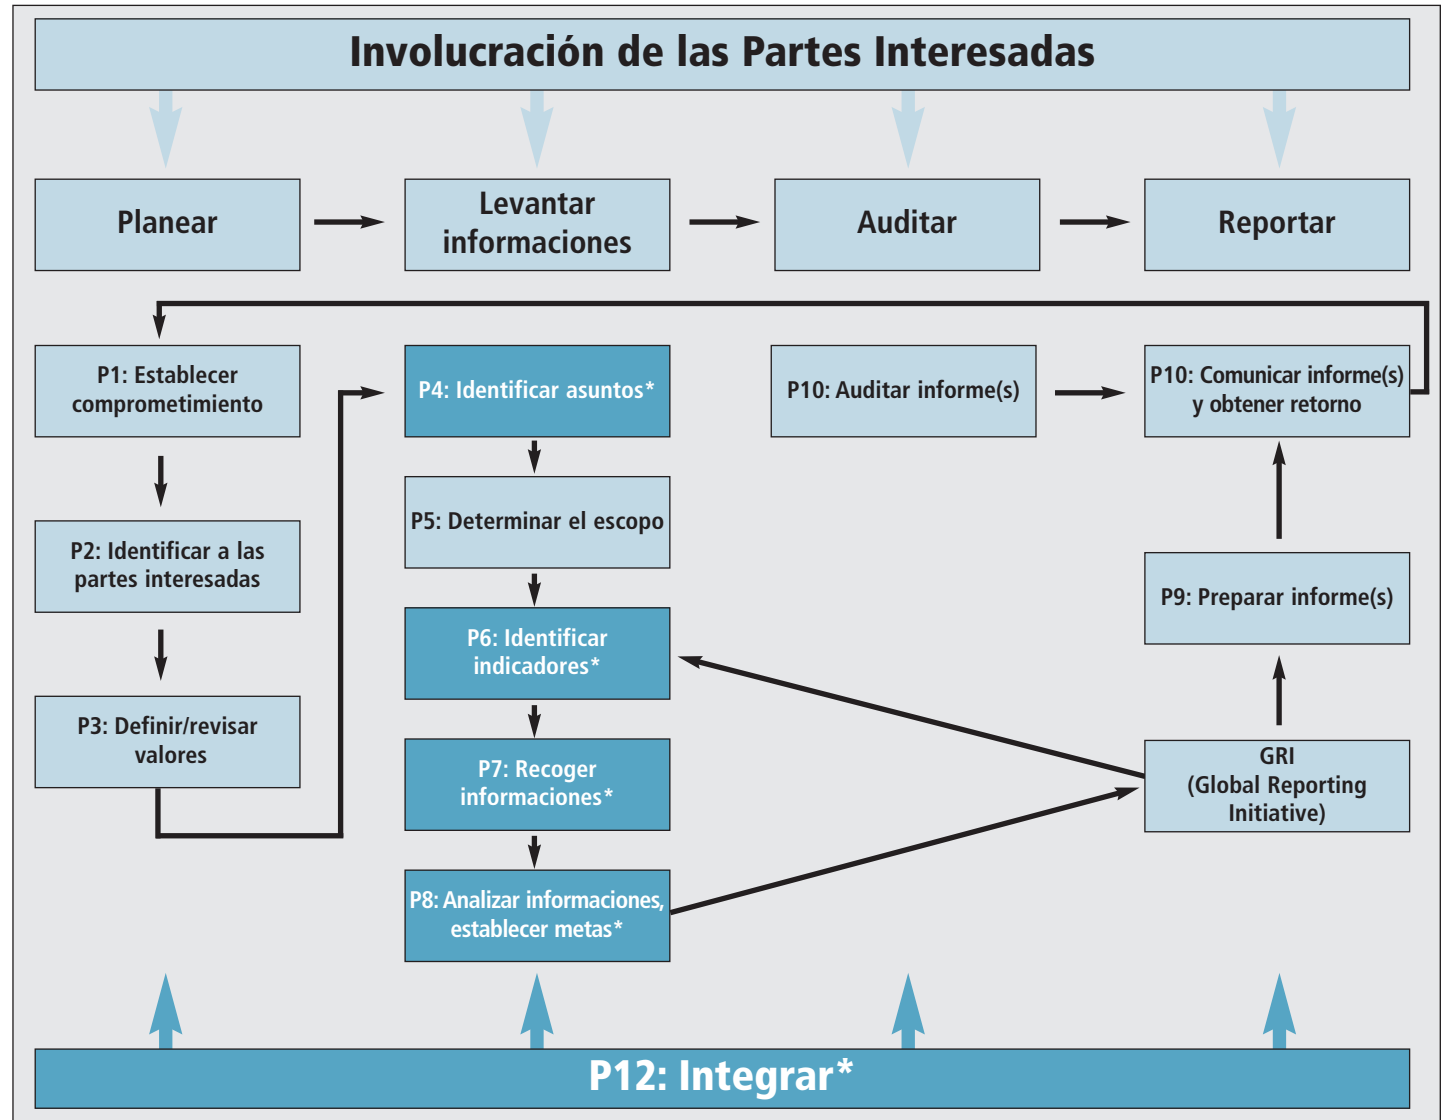 Involucración de las Partes Interesadas
Planear
Levantar
informaciones
Auditar
Reportar
P1: Establecer
comprometimiento
P2: Identificar a las
partes interesadas
P3: Definir/revisar
valores
P4: Identificar asuntos*
P5: Determinar el escopo
P6: Identificar
indicadores*
P7: Recoger
informaciones*
P8: Analizar informaciones,
establecer metas*
P10: Auditar informe(s)
P10: Comunicar informe(s)
y obtener retorno
P9: Preparar informe(s)
GRI
(Global Reporting
Initiative)
P12: Integrar*